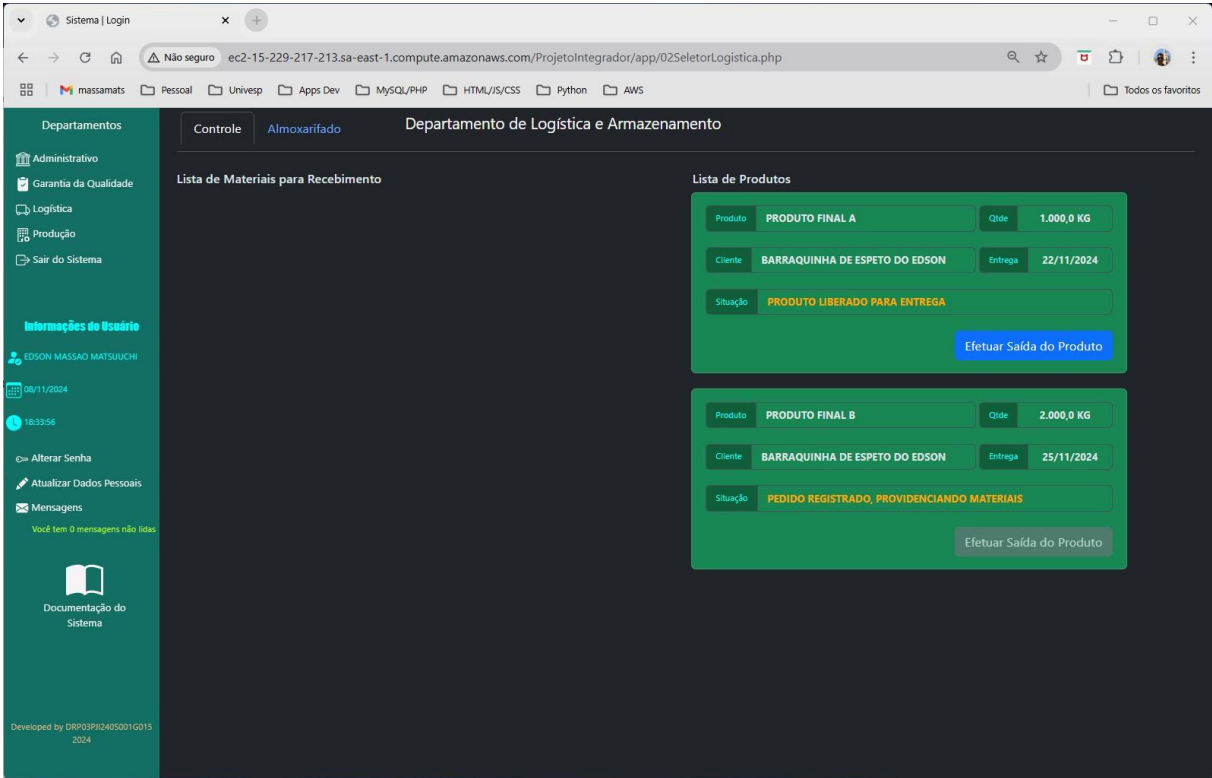 Sistema | Login
Não seguro ec2-15-229-217-213.sa-east-1.compute.amazonaws.com/ProjetoIntegrador/app/02SeletorLogistica.php
massamats Pessoal Univesp Apps Dev MySQL/PHP HTML/JS/CSS Python AWS Todos os favoritos
Departamentos
Administrativo
Garantia da Qualidade
Logística
Produção
Sair do Sistema
Informações do Usuário
EDSON MASSAO MATSUUCHI
08/11/2024
18:33:56
Alterar Senha
Atualizar Dados Pessoais
Mensagens
Você tem 0 mensagens não lidas
Documentação do
Sistema
Developed by DRP03PJI240S001G015
2024
Controle Almoxarifado Departamento de Logística e Armazenamento
Lista de Materiais para Recebimento
Lista de Produtos
Produto PRODUTO FINAL A Qtde 1.000,0 KG
Cliente BARRAQUINHA DE ESPETO DO EDSON Entrega 22/11/2024
Situação PRODUTO LIBERADO PARA ENTREGA
Efetuar Saída do Produto
Produto PRODUTO FINAL B Qtde 2.000,0 KG
Cliente BARRAQUINHA DE ESPETO DO EDSON Entrega 25/11/2024
Situação PEDIDO REGISTRADO, PROVIDENCIANDO MATERIAIS
Efetuar Saída do Produto